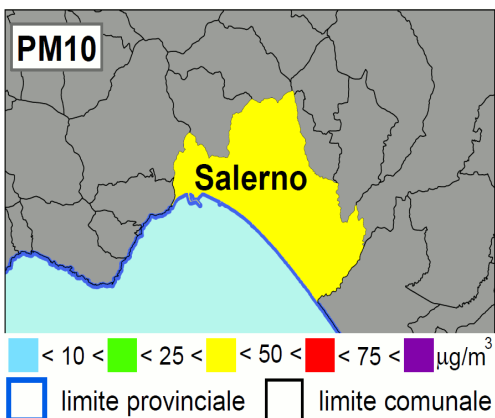 PM10
Salerno
< 10 < < 25 < < 50 < < 75 < μg/m³
limite provinciale limite comunale